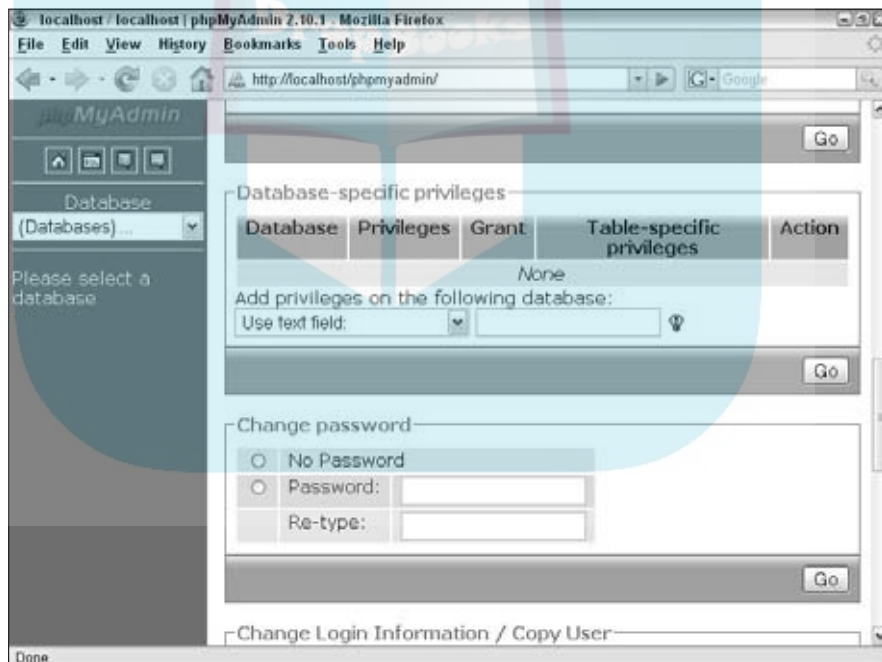 localhost / localhost | phpMyAdmin 2.10.1 - Mozilla Firefox
File Edit View History Bookmarks Tools Help
http://localhost/phpmyadmin/
G Google
phpMyAdmin
Database
(Databases) ...
Please select a
database
Go
Database-specific privileges
Database Privileges Grant Table-specific privileges Action
None
Add privileges on the following database:
Use text field:
Go
Change password
No Password
Password:
Re-type:
Go
Change Login Information / Copy User
Done